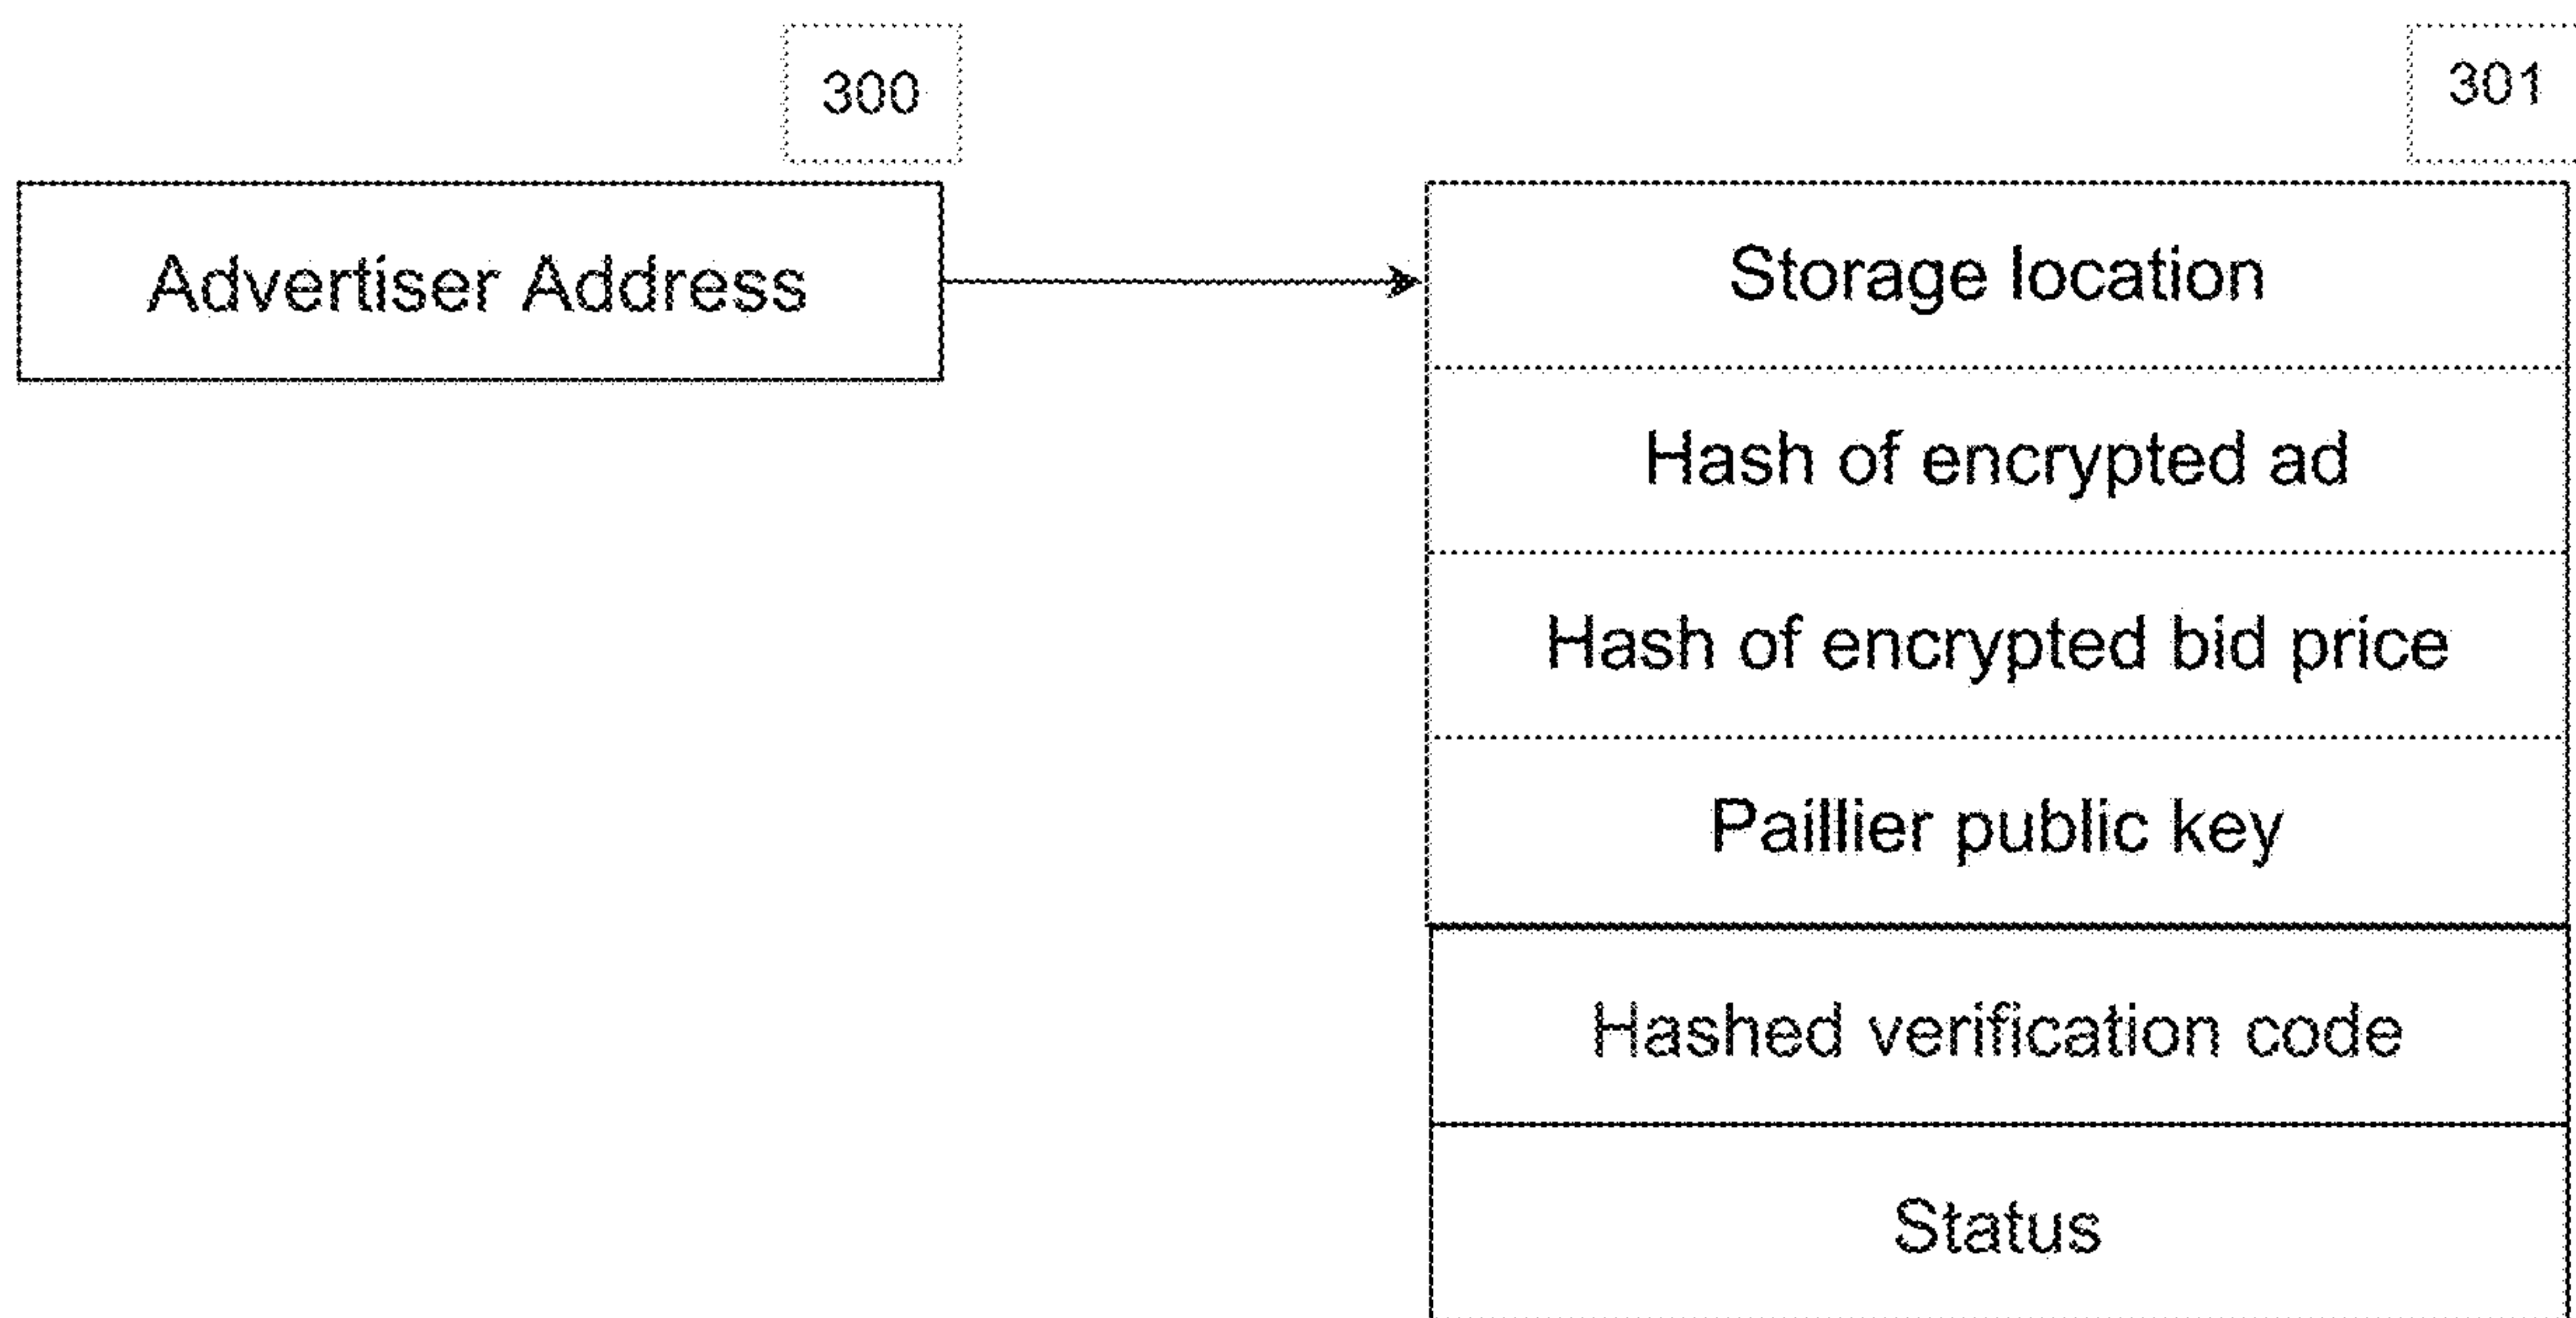 300
301
Advertiser Address
Storage location
Hash of encrypted ad
Hash of encrypted bid price
Paillier public key
Hashed verification code
Status